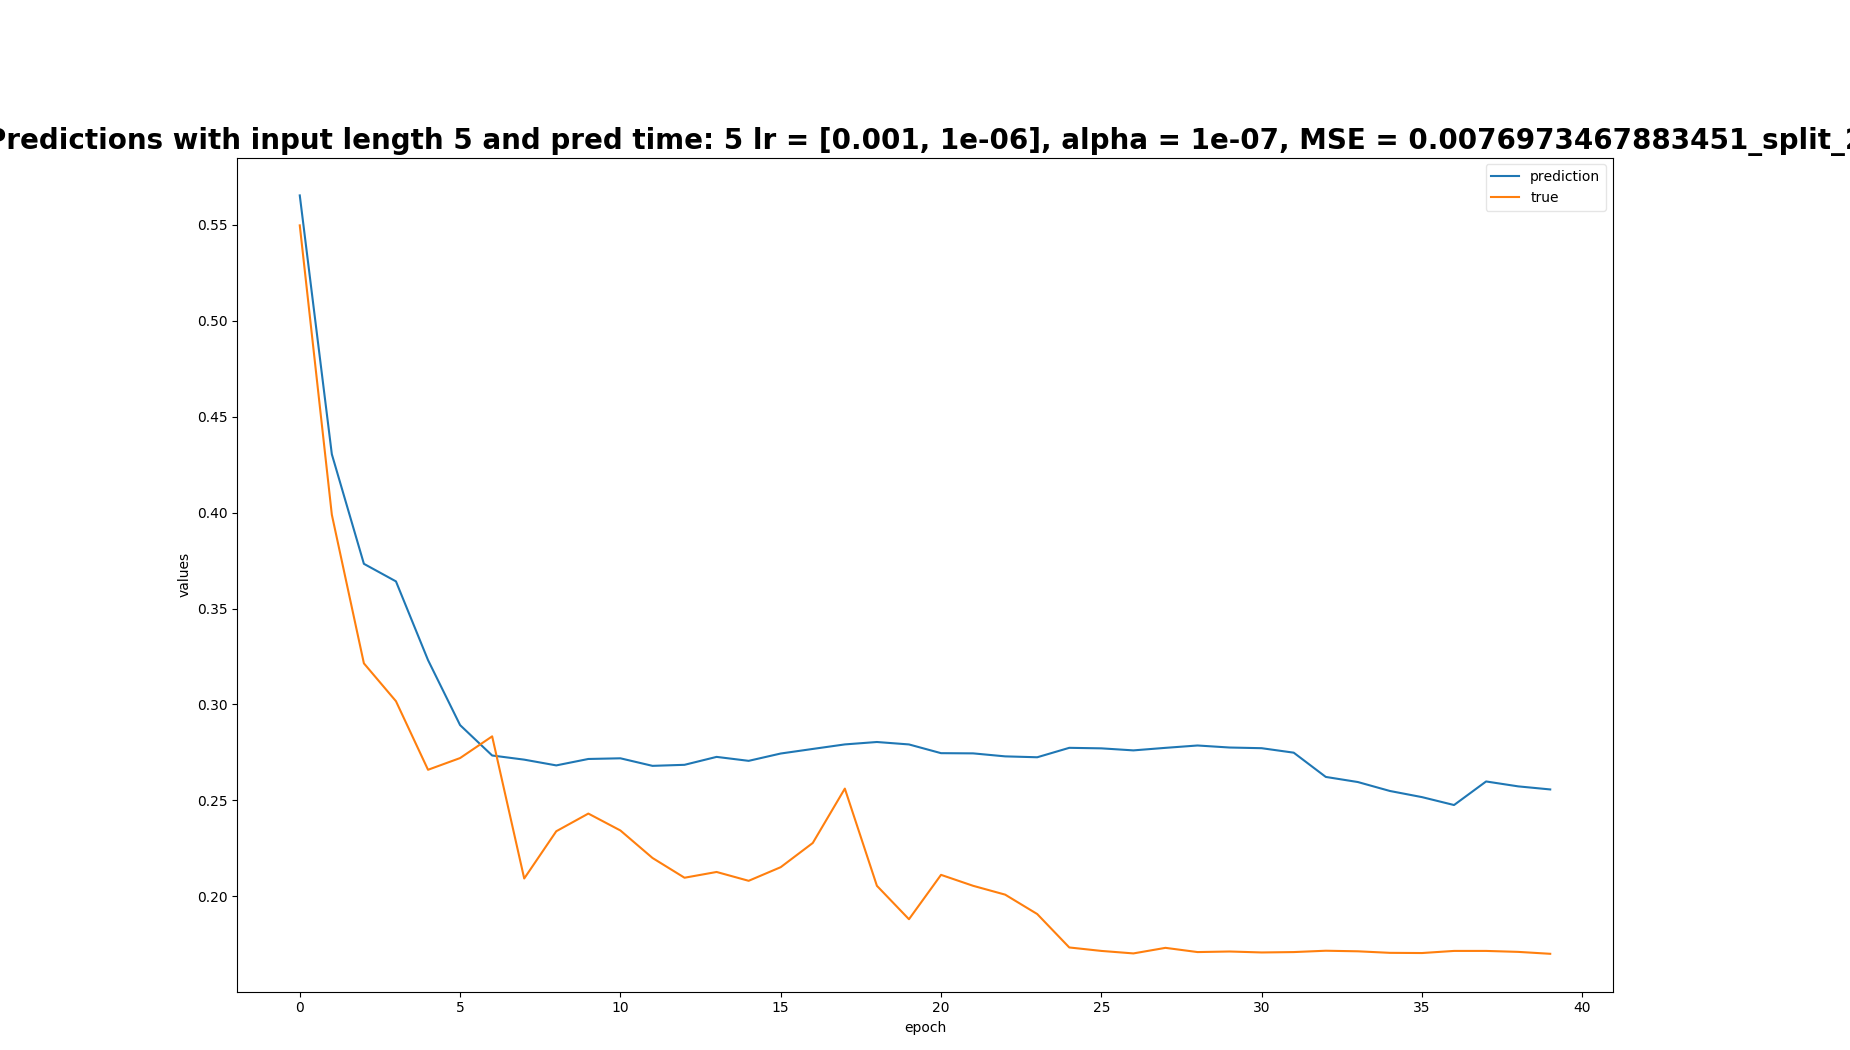 Predictions with input length 5 and pred time: 5 lr = [0.001, 1e-06], alpha = 1e-07, MSE = 0.0076973467883451_split_2
prediction
true
0.55
0.50
0.45
0.40
0.35
0.30
0.25
0.20
values
0 5 10 15 20 25 30 35 40
epoch